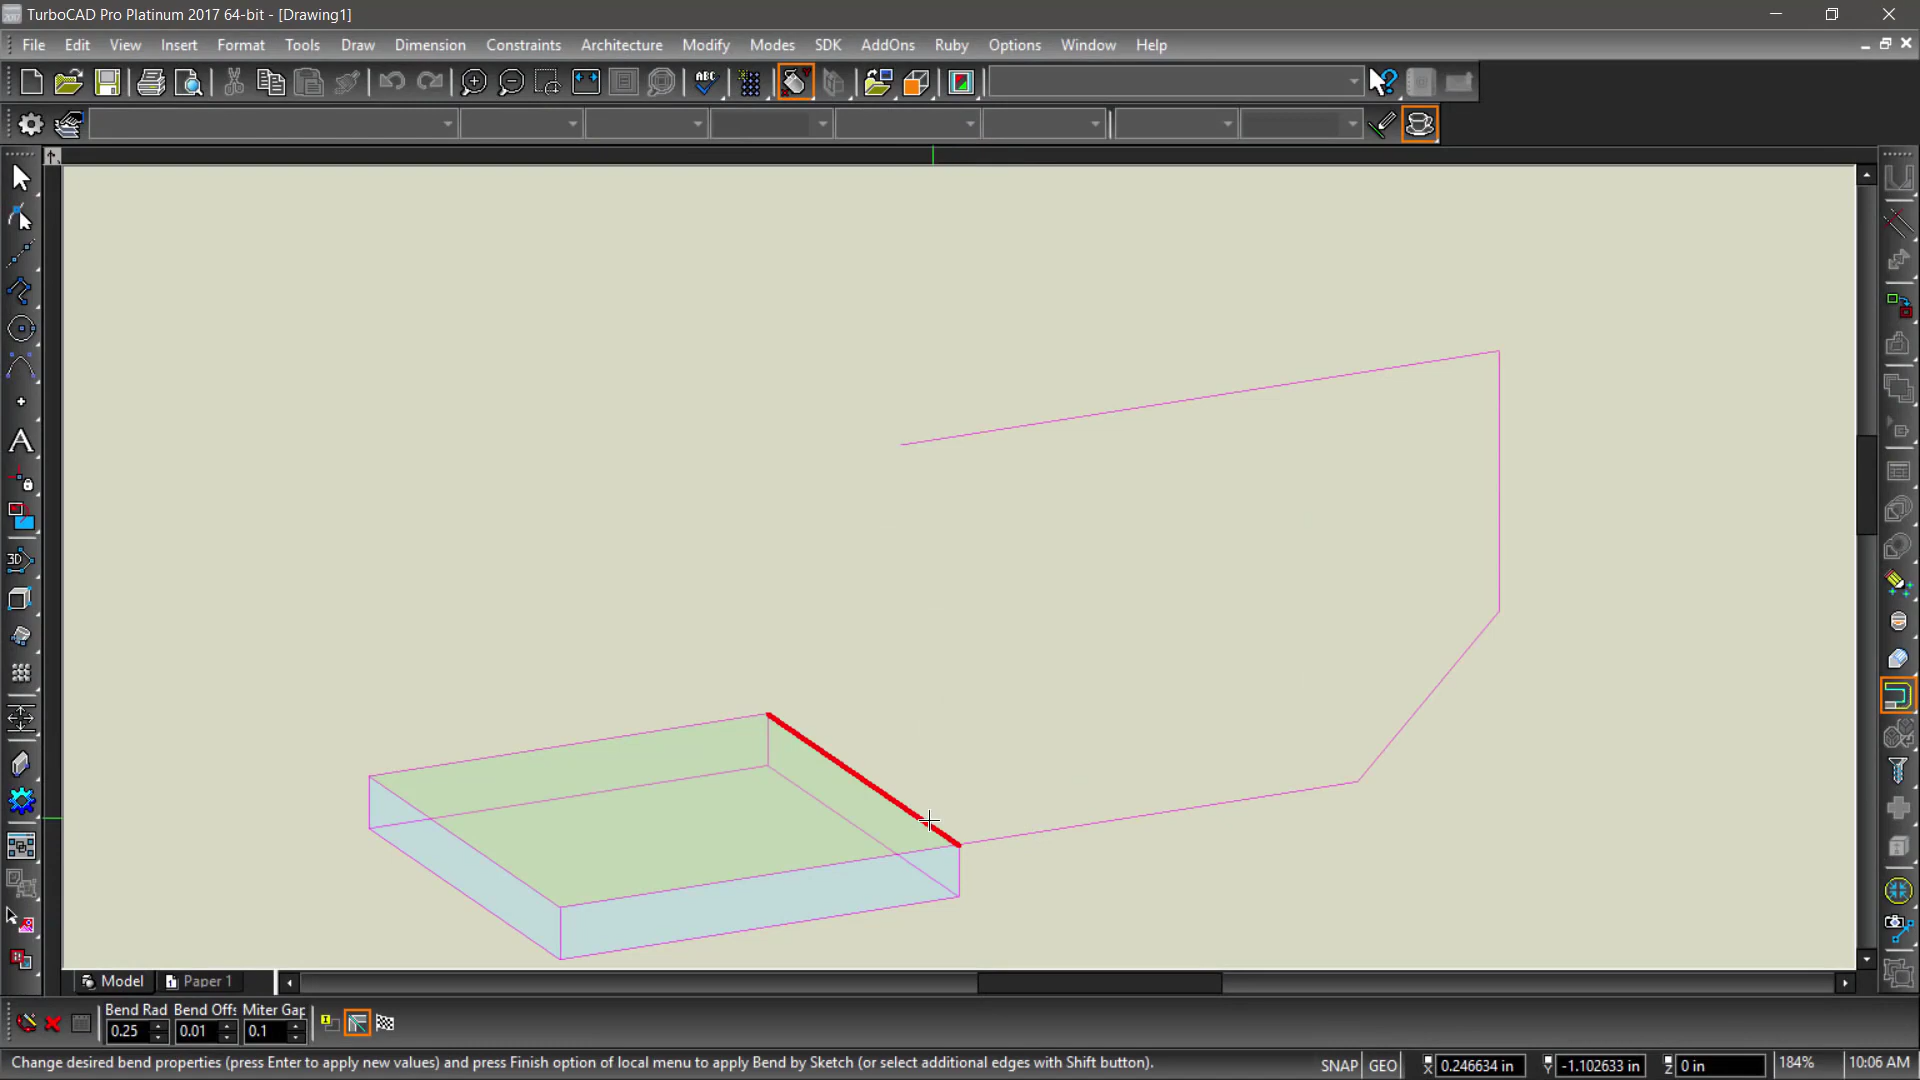 TurboCAD Pro Platinum 2017 64-bit - [Drawing1]
File Edit View Insert Format Tools Draw Dimension Constraints Architecture Modify Modes SDK AddOns Ruby Options Window Help
ABC
3D
Model Paper 1
Bend Rad Bend Offs Miter Gap
0.25 0.01 0.1
Change desired bend properties (press Enter to apply new values) and press Finish option of local menu to apply Bend by Sketch (or select additional edges with Shift button).
SNAP GEO X 0.246634 in Y -1.102633 in Z 0 in 184% 10:06 AM